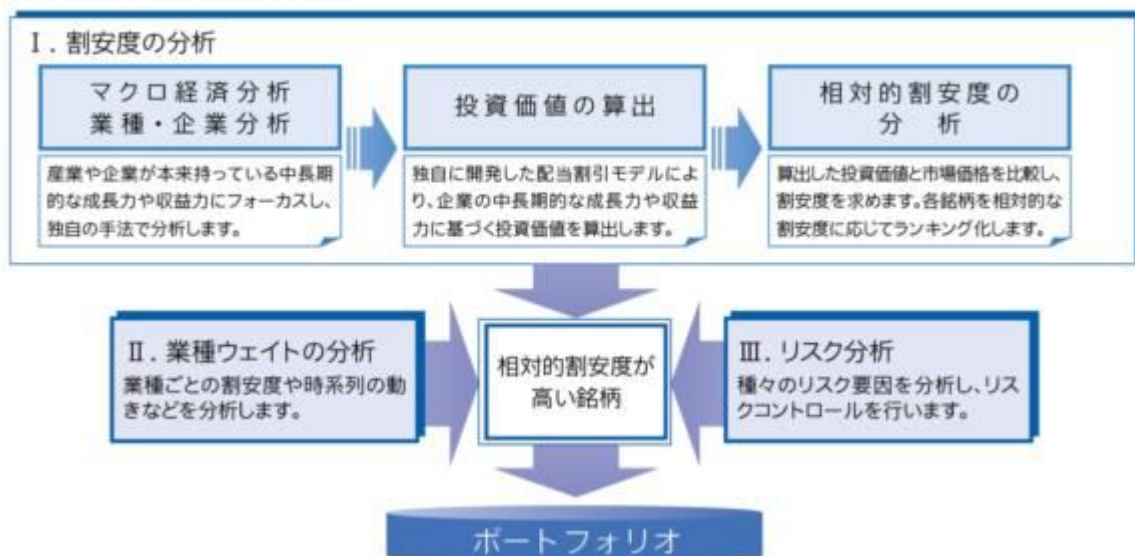 Ⅰ. 割安度の分析
マクロ経済分析
業種・企業分析
産業や企業が本来持っている中長期
的な成長力や収益力にフォーカスし、
独自の手法で分析します。
投資価値の算出
独自に開発した配当割引モデルによ
り、企業の中長期的な成長力や収益
力に基づく投資価値を算出します。
相対的割安度の
分 析
算出した投資価値と市場価格を比較し、
割安度を求めます。各銘柄を相対的な
割安度に応じてランキング化します。
Ⅱ. 業種ウェイトの分析
業種ごとの割安度や時系列の動
きなどを分析します。
相対的割安度が
高い銘柄
Ⅲ. リスク分析
種々のリスク要因を分析し、リス
クコントロールを行います。
ポートフォリオ